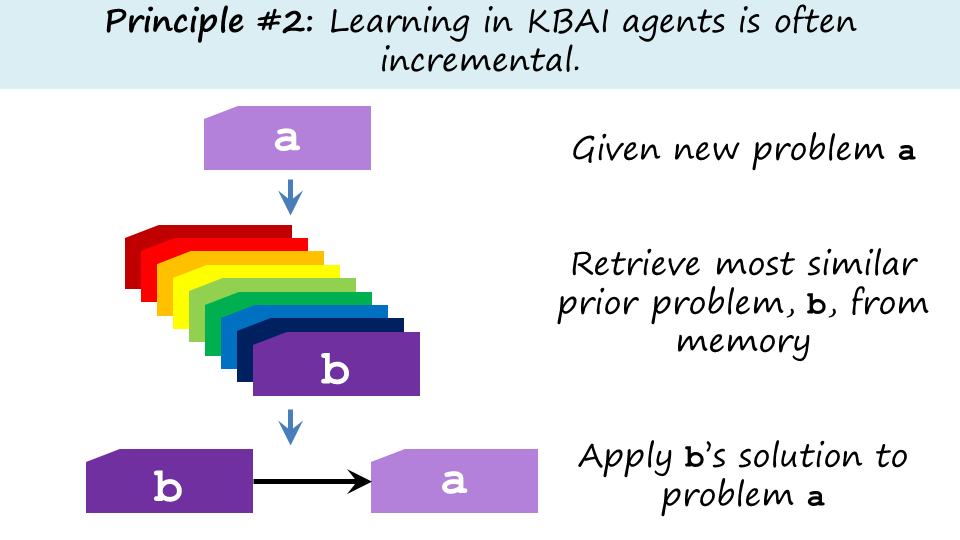 Principle #2: Learning in KBAI agents is often
incremental.
a
Given new problem a
b
Retrieve most similar
prior problem, b, from
memory
b
a
Apply b's solution to
problem a